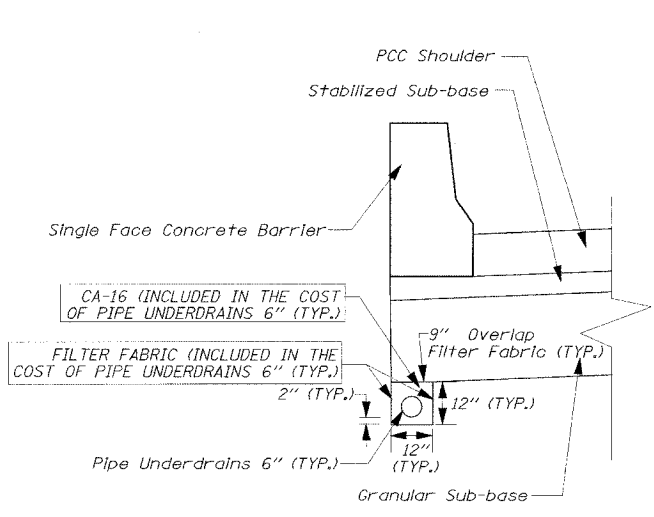 PCC Shoulder
Stabilized Sub-base
Single Face Concrete Barrier
CA-16 (INCLUDED IN THE COST
OF PIPE UNDERDRAINS 6" (TYP.)
9" Overlap
Filter Fabric (TYP.)
FILTER FABRIC (INCLUDED IN THE
COST OF PIPE UNDERDRAINS 6" (TYP.)
2" (TYP.)
12" (TYP.)
12"
(TYP.)
Pipe Underdrains 6" (TYP.)
Granular Sub-base